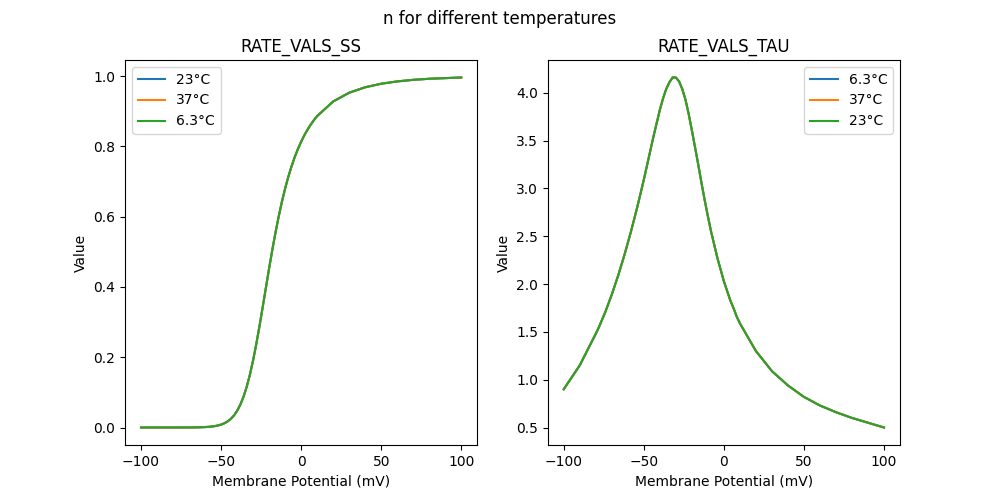 n for different temperatures
RATE_VALS_SS
RATE_VALS_TAU
23°C
37°C
6.3°C
6.3°C
37°C
23°C
Value
1.0
0.8
0.6
0.4
0.2
0.0
−100
−50
0
50
100
Membrane Potential (mV)
Value
4.0
3.5
3.0
2.5
2.0
1.5
1.0
0.5
−100
−50
0
50
100
Membrane Potential (mV)